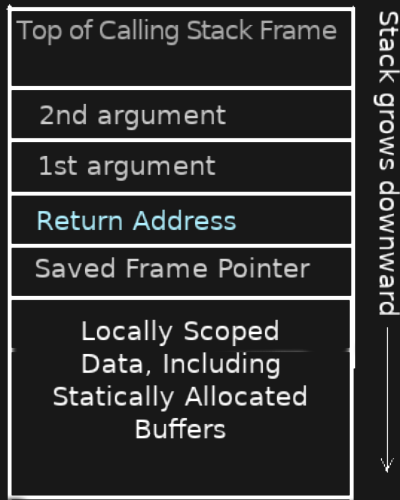 Top of Calling Stack Frame
2nd argument
1st argument
Return Address
Saved Frame Pointer
Locally Scoped
Data, Including
Statically Allocated
Buffers
Stack grows downward